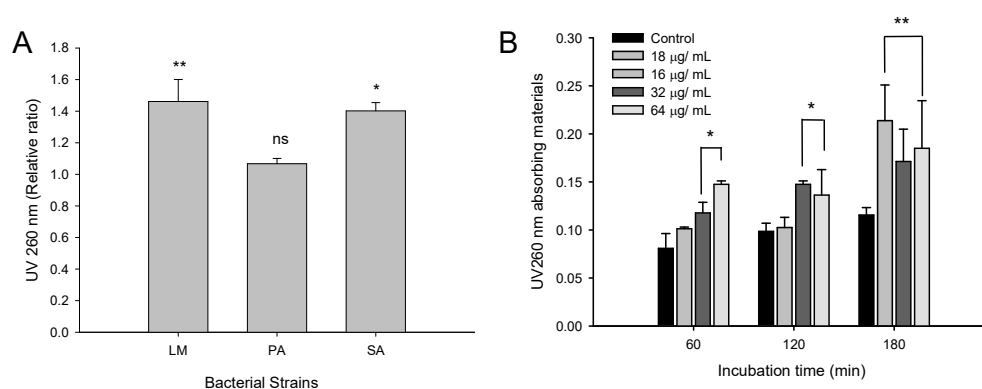 A
UV 260 nm (Relative ratio)
1.8
1.6
1.4
1.2
1.0
0.8
0.6
0.4
0.2
0.0
**
ns
*
LM PA SA
Bacterial Strains
B
UV260 nm absorbing materials
0.30
0.25
0.20
0.15
0.10
0.05
0.00
Control
18 μg/ mL
16 μg/ mL
32 μg/ mL
64 μg/ mL
*
*
**
60 120 180
Incubation time (min)